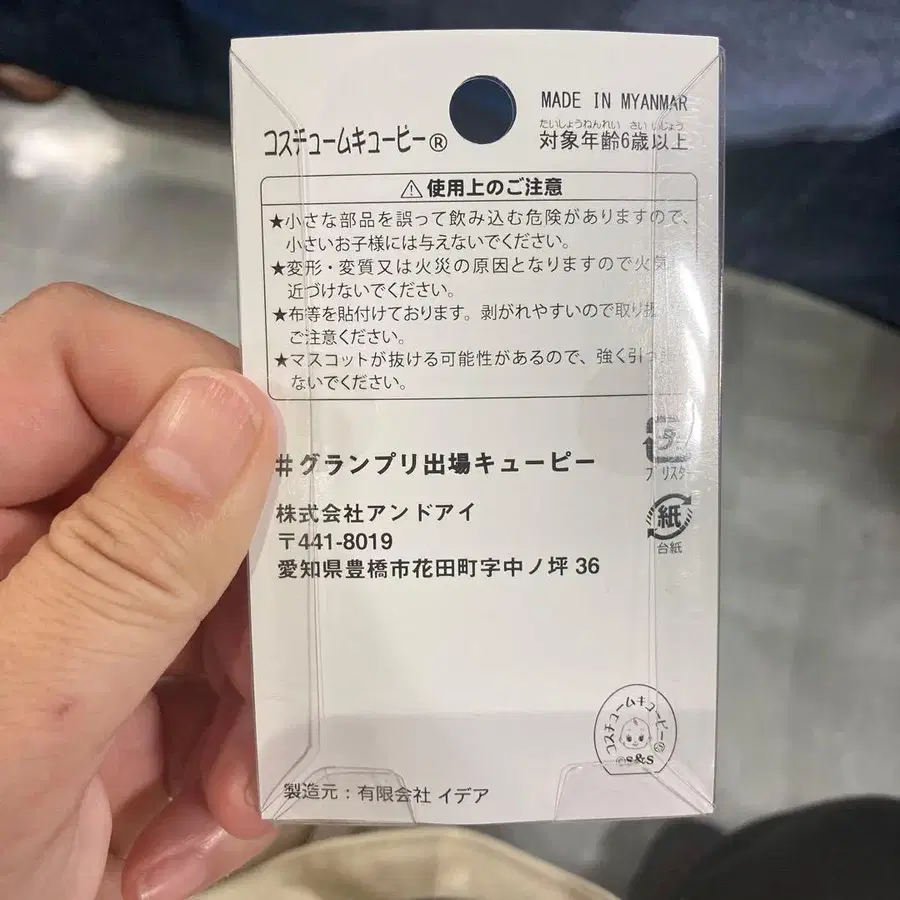 MADE IN MYANMAR
たいしょうねんれい さい いじょう
対象年齢6歳以上
コスチュームキューピー®
⚠使用上のご注意
★小さな部品を誤って飲み込む危険がありますので、
小さいお子様には与えないでください。
★変形・変質又は火災の原因となりますので火気
近づけないでください。
★布等を貼付けております。剥がれやすいので取り
ご注意ください。
★マスコットが抜ける可能性があるので、強く引っ
ないでください。
プラ
ブリスター
#グランプリ出場キューピー
紙
台紙
株式会社アンドアイ
〒441-8019
愛知県豊橋市花田町字中ノ坪 36
コスチュームキューピー®
©S&S
製造元:有限会社 イデア